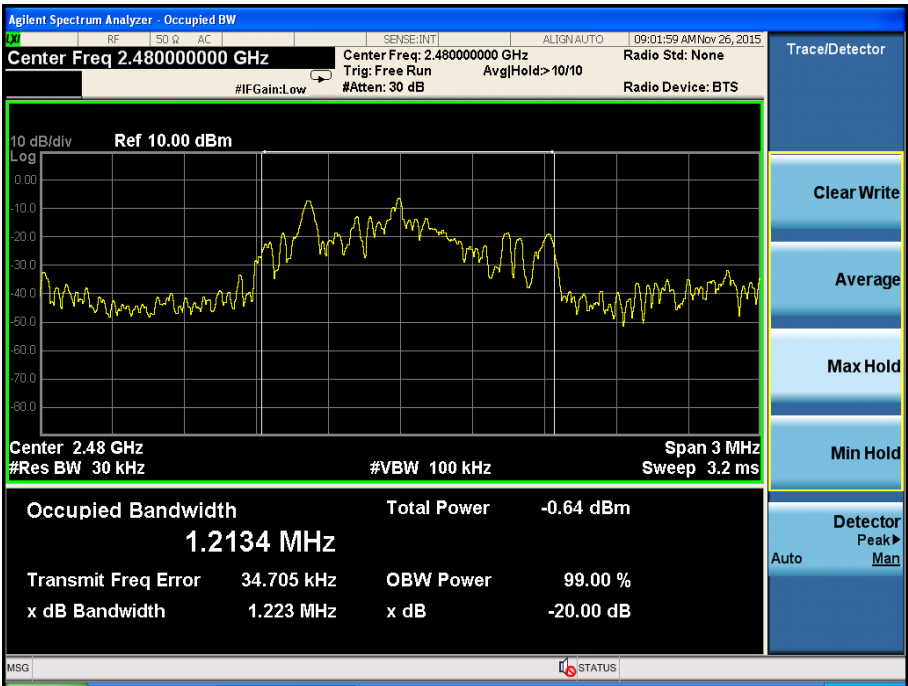 Agilent Spectrum Analyzer - Occupied BW
LXI RF 50 Ω AC SENSE:INT ALIGN AUTO 09:01:59 AM Nov 26, 2015
Center Freq 2.480000000 GHz
Center Freq: 2.480000000 GHz Radio Std: None
Trig: Free Run Avg|Hold:> 10/10
#IFGain:Low #Atten: 30 dB Radio Device: BTS
10 dB/div Ref 10.00 dBm
Log
0.00
-10.0
-20.0
-30.0
-40.0
-50.0
-60.0
-70.0
-80.0
Center 2.48 GHz Span 3 MHz
#Res BW 30 kHz #VBW 100 kHz Sweep 3.2 ms
Occupied Bandwidth Total Power -0.64 dBm
1.2134 MHz
Transmit Freq Error 34.705 kHz OBW Power 99.00 %
x dB Bandwidth 1.223 MHz x dB -20.00 dB
MSG STATUS
Trace/Detector
Clear Write
Average
Max Hold
Min Hold
Detector
Peak▶
Auto Man